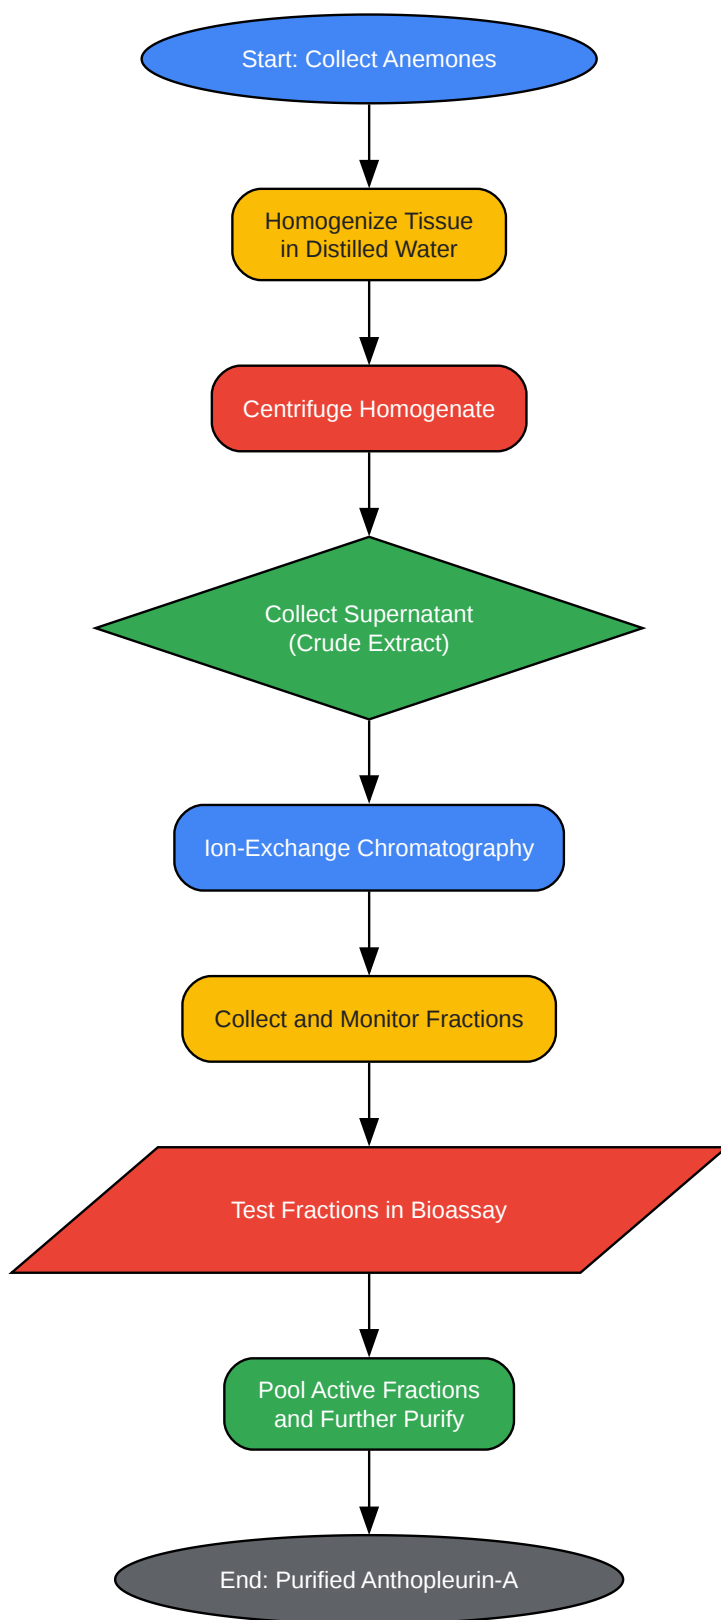 Start: Collect Anemones
Homogenize Tissue
in Distilled Water
Centrifuge Homogenate
Collect Supernatant
(Crude Extract)
Ion-Exchange Chromatography
Collect and Monitor Fractions
Test Fractions in Bioassay
Pool Active Fractions
and Further Purify
End: Purified Anthopleurin-A